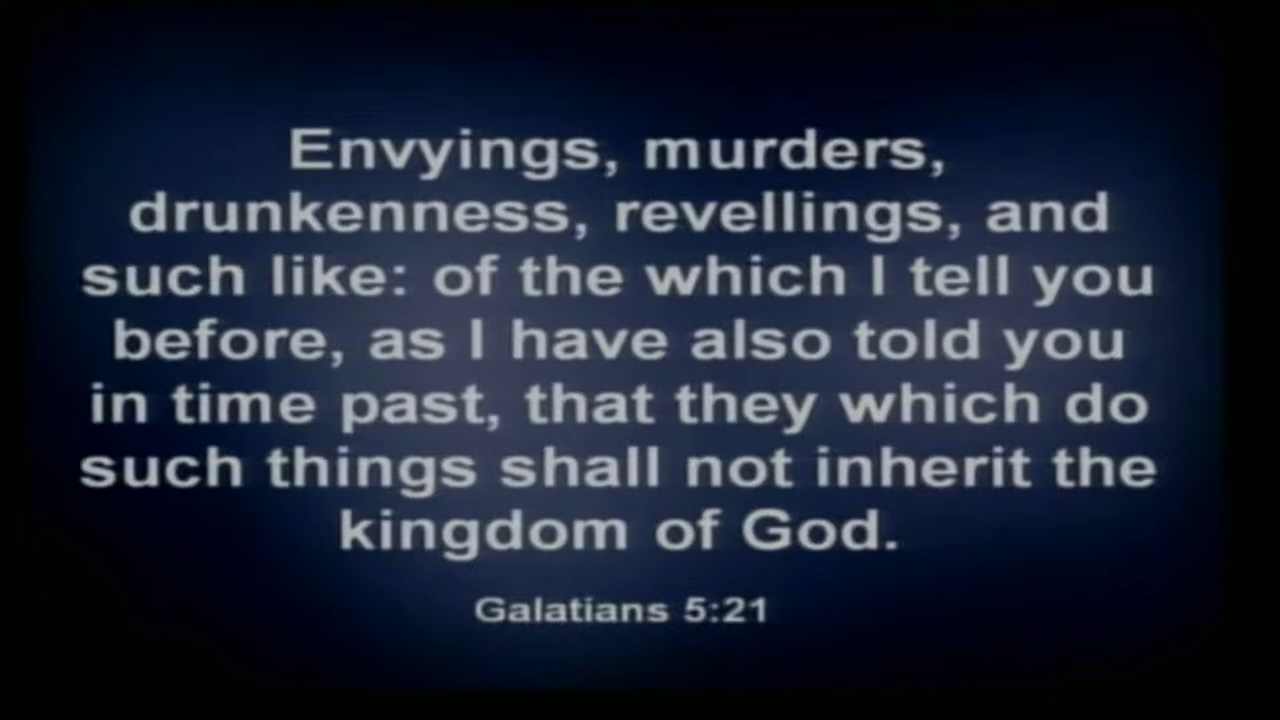 Envyings, murders,
drunkenness, revellings, and
such like: of the which I tell you
before, as I have also told you
in time past, that they which do
such things shall not inherit the
kingdom of God.
Galatians 5:21